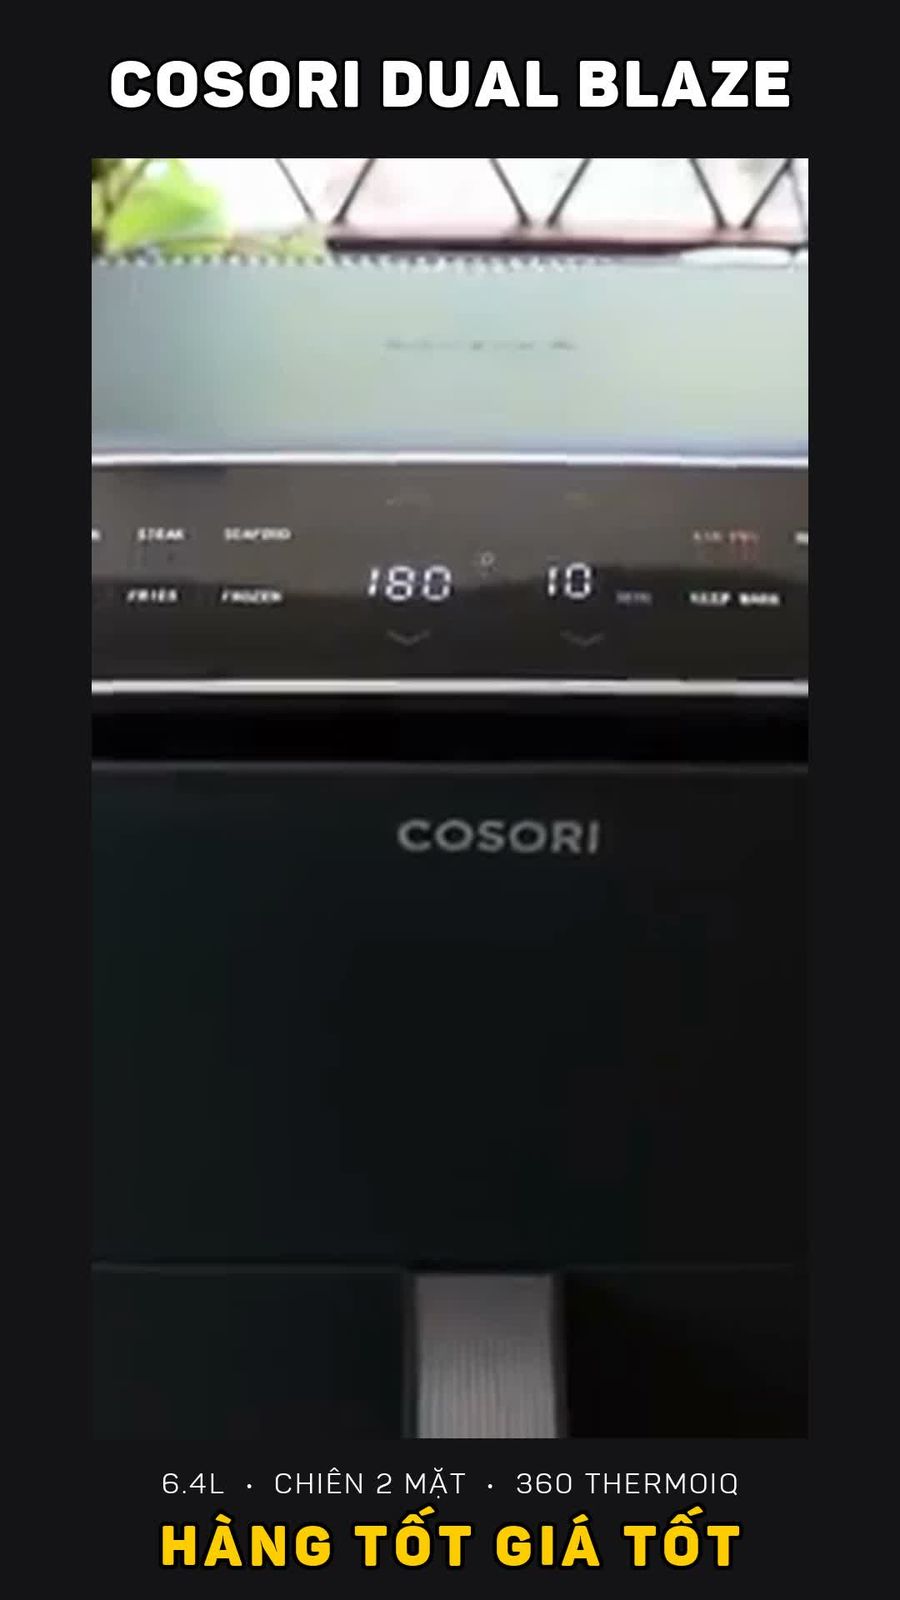 COSORI DUAL BLAZE
STEAK SEAFOOD
180 10
FRIES FROZEN KEEP WARM
COSORI
6.4L • CHIÊN 2 MẶT • 360 THERMOIQ
HÀNG TỐT GIÁ TỐT